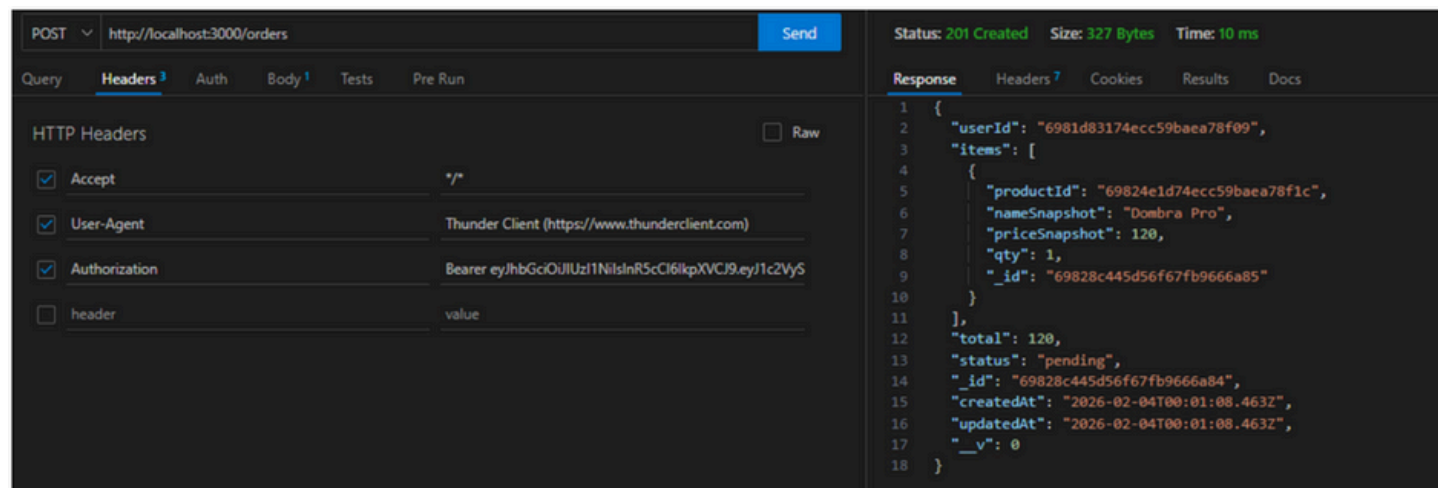 POST http://localhost:3000/orders Send
Query Headers 3 Auth Body 1 Tests Pre Run
HTTP Headers Raw
Accept */*
User-Agent Thunder Client (https://www.thunderclient.com)
Authorization Bearer
header value
Status: 201 Created Size: 327 Bytes Time: 10 ms
Response Headers 7 Cookies Results Docs
1 {
2 "userId": "6981d83174ecc59baea78f09",
3 "items": [
4 {
5 "productId": "69824e1d74ecc59baea78f1c",
6 "nameSnapshot": "Dombra Pro",
7 "priceSnapshot": 120,
8 "qty": 1,
9 "_id": "69828c445d56f67fb9666a85"
10 }
11 ],
12 "total": 120,
13 "status": "pending",
14 "_id": "69828c445d56f67fb9666a84",
15 "createdAt": "2026-02-04T00:01:08.463Z",
16 "updatedAt": "2026-02-04T00:01:08.463Z",
17 "__v": 0
18 }